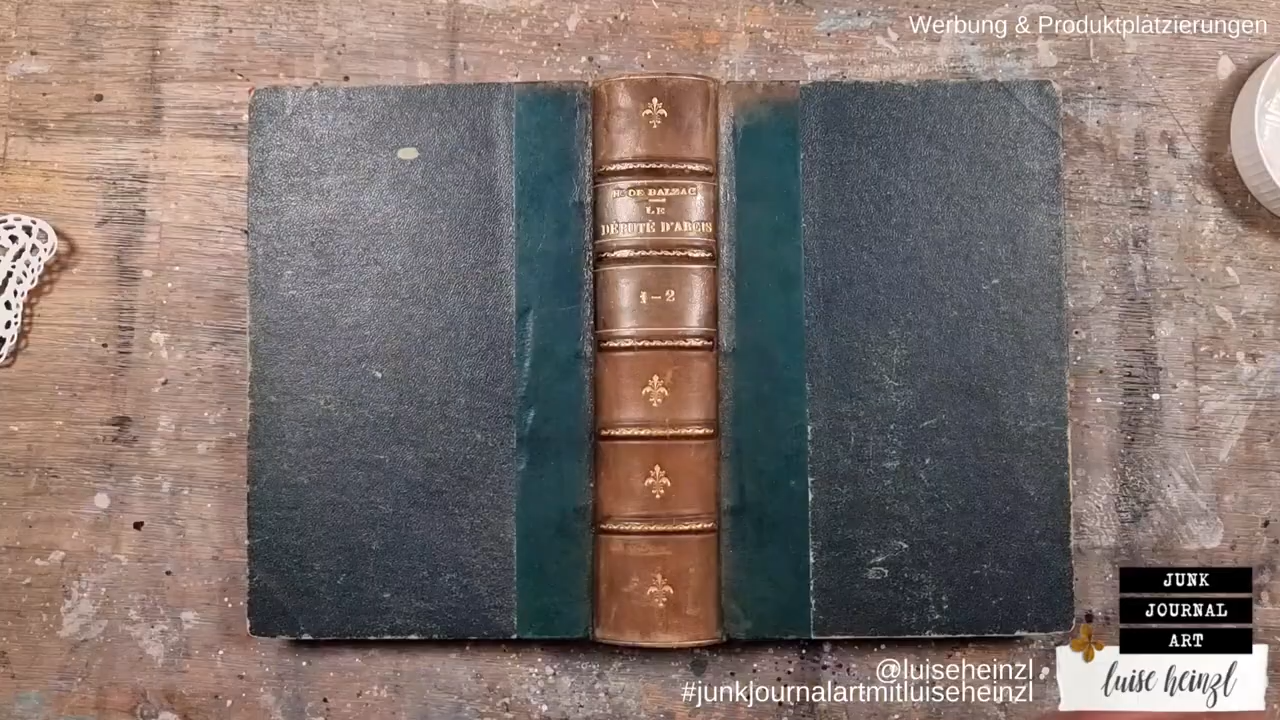 Werbung & Produktplatzierungen
H. DE BALZAC
LE
DÉPUTÉ D'ARCIS
1-2
JUNK
JOURNAL
ART
@luiseheinzl
#junkjournalartmitluiseheinzl
luise heinzl